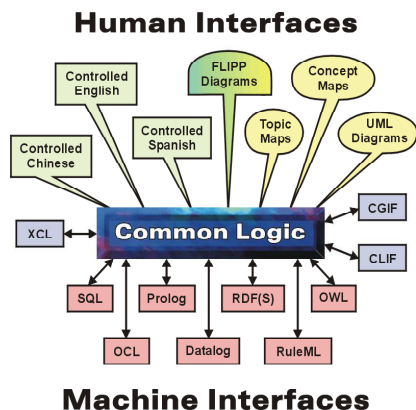 Human Interfaces
Controlled
English
FLIPP
Diagrams
Concept
Maps
Controlled
Chinese
Controlled
Spanish
Topic
Maps
UML
Diagrams
XCL
Common Logic
CGIF
CLIF
SQL
Prolog
RDF(S)
OWL
OCL
Datalog
RuleML
Machine Interfaces